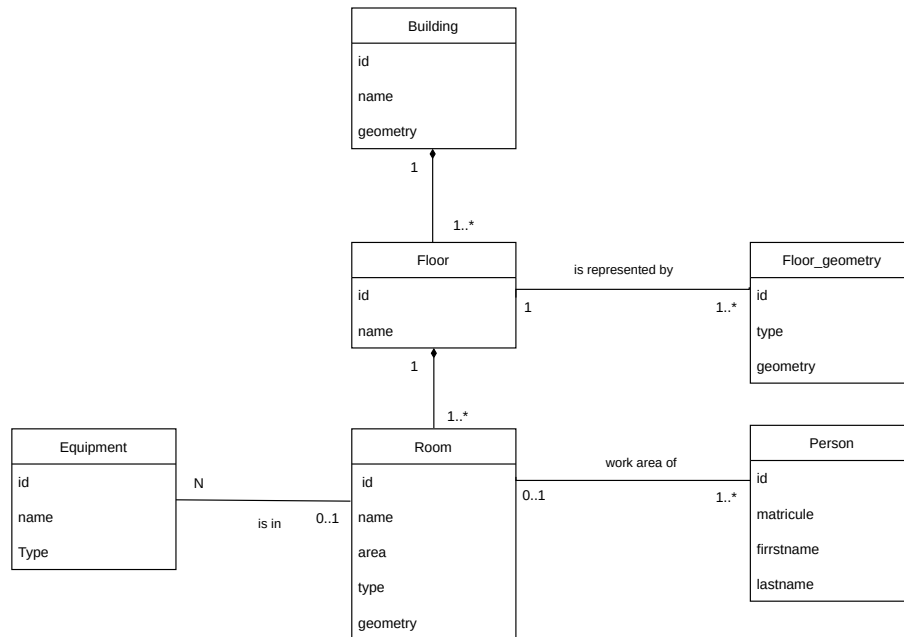 Building
id
name
geometry
1
1..*
Floor
id
name
is represented by
1
1..*
Floor_geometry
id
type
geometry
1
1..*
Equipment
id
name
Type
N
is in
0..1
Room
id
name
area
type
geometry
work area of
0..1
1..*
Person
id
matricule
firrstname
lastname